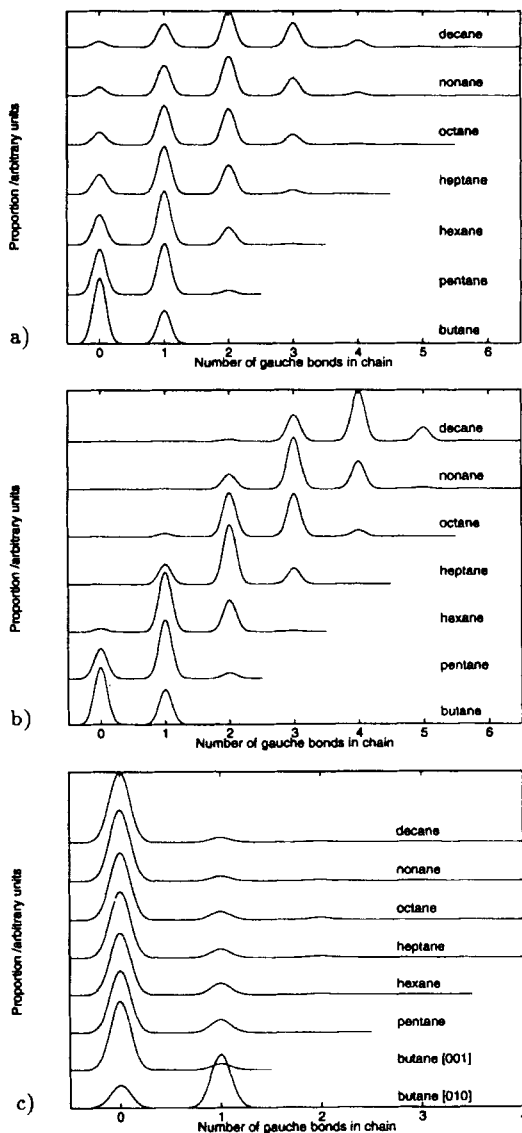 decane
nonane
octane
heptane
hexane
pentane
butane
Proportion /arbitrary units
a)
0 1 2 3 4 5 6
Number of gauche bonds in chain
decane
nonane
octane
heptane
hexane
pentane
butane
Proportion /arbitrary units
b)
0 1 2 3 4 5 6
Number of gauche bonds in chain
decane
nonane
octane
heptane
hexane
pentane
butane [001]
butane [010]
Proportion /arbitrary units
c)
0 1 2 3 4
Number of gauche bonds in chain